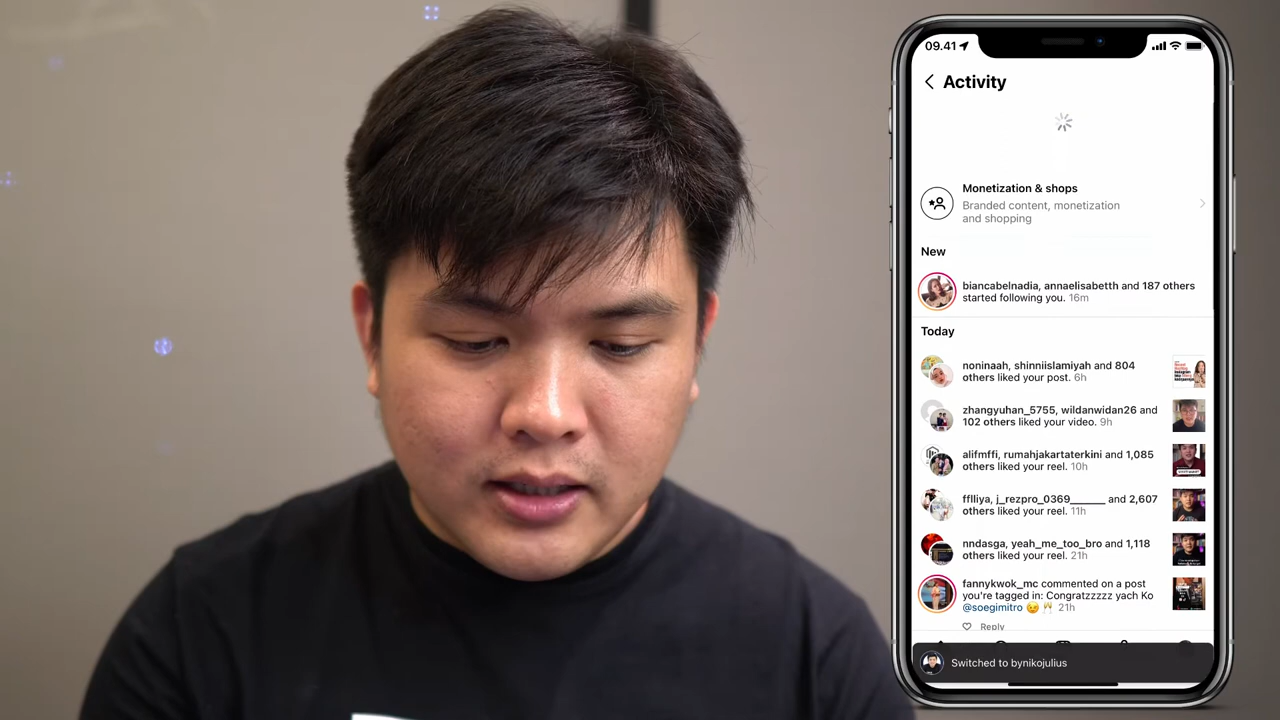 09.41
Activity
Monetization & shops
Branded content, monetization
and shopping
New
biancabelnadia, annaelisabetth and 187 others
started following you. 16m
Today
noninaah, shinniislamiyah and 804
others liked your post. 6h
zhangyuhan_5755, wildanwidan26 and
102 others liked your video. 9h
alifmffi, rumahjakartaterkini and 1,085
others liked your reel. 10h
fflliya, j_rezpro_0369______ and 2,607
others liked your reel. 11h
nndasga, yeah_me_too_bro and 1,118
others liked your reel. 21h
fannykwok_mc commented on a post
you're tagged in: Congratzzzzz yach Ko
@soegimitro 😉 🥂 21h
Reply
Switched to bynikojulius